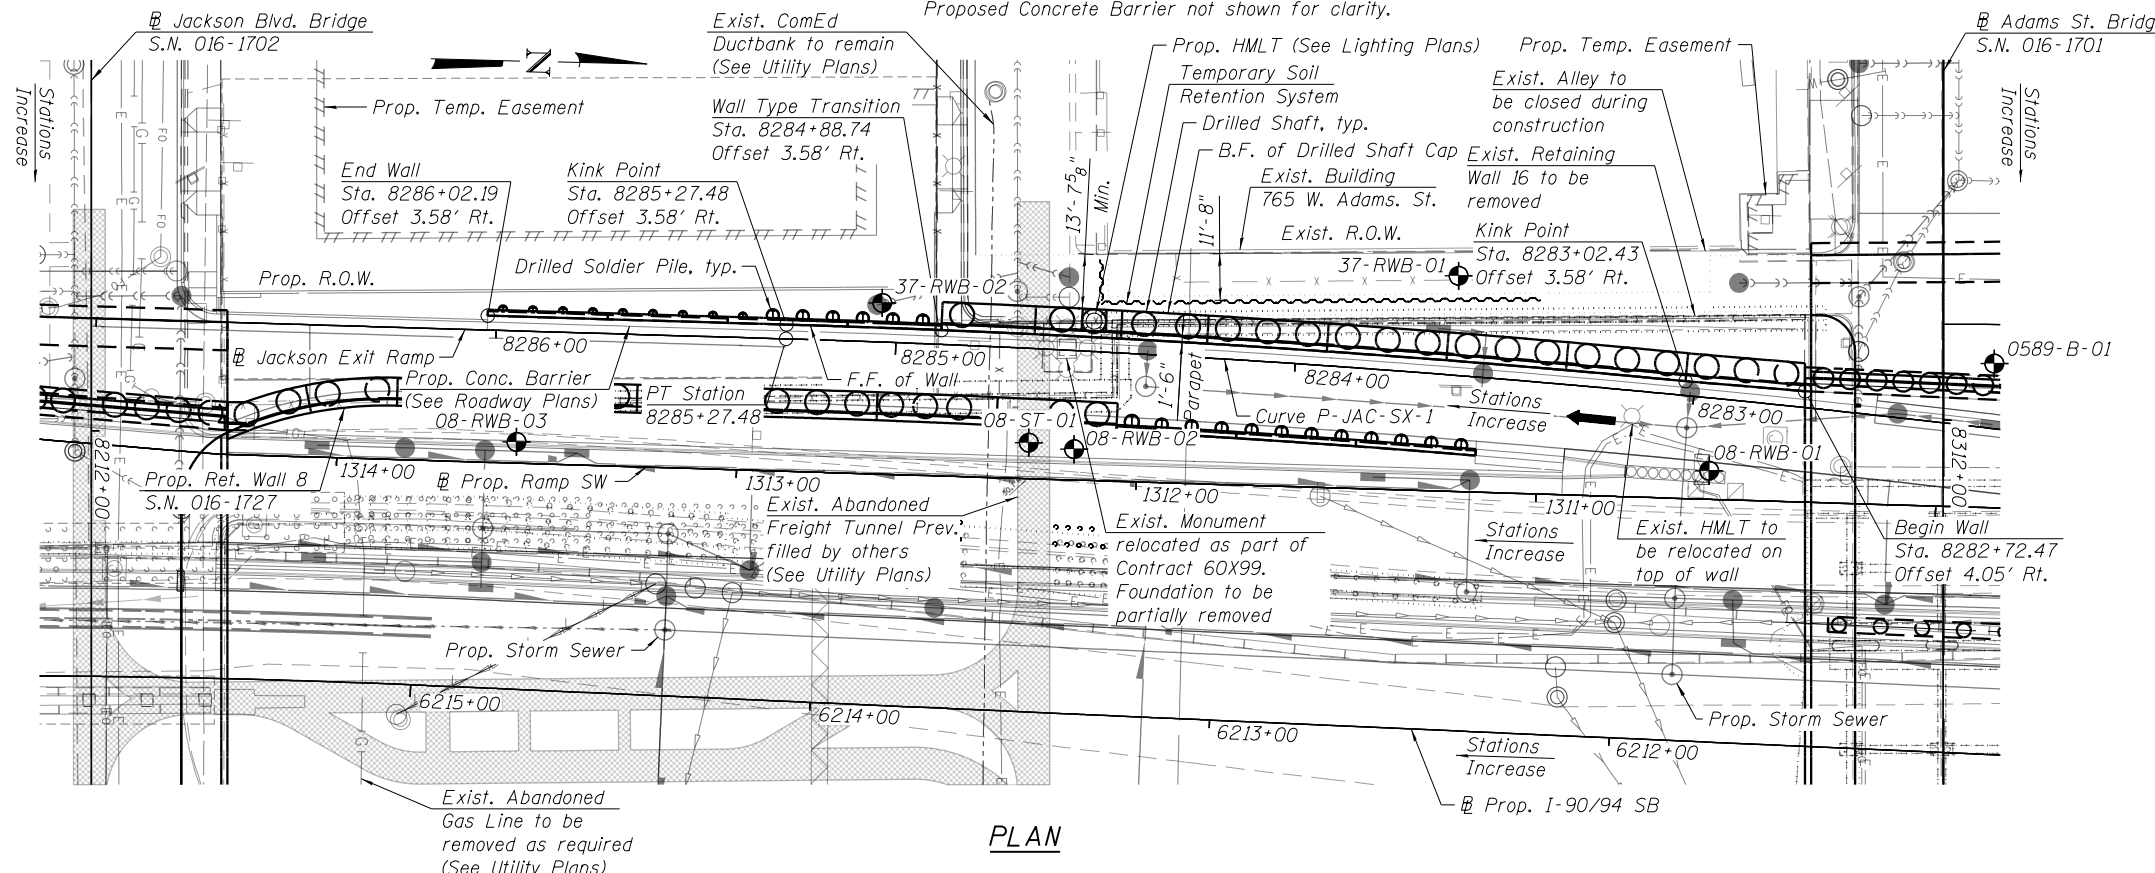 Proposed Concrete Barrier not shown for clarity.
℄ Jackson Blvd. Bridge
S.N. 016-1702
Exist. ComEd
Ductbank to remain
(See Utility Plans)
Prop. HMLT (See Lighting Plans)
Prop. Temp. Easement
Adams St. Bridg
S.N. 016-1701
Stations
Increase
N
Prop. Temp. Easement
Wall Type Transition
Sta. 8284+88.74
Offset 3.58' Rt.
Temporary Soil
Retention System
Drilled Shaft, typ.
B.F. of Drilled Shaft Cap
Exist. Alley to
be closed during
construction
Stations
Increase
End Wall
Sta. 8286+02.19
Offset 3.58' Rt.
Kink Point
Sta. 8285+27.48
Offset 3.58' Rt.
13'-7 5/8"
Min.
11'-8"
Exist. Building
765 W. Adams. St.
Exist. Retaining
Wall 16 to be
removed
Exist. R.O.W.
Kink Point
Sta. 8283+02.43
Offset 3.58' Rt.
Prop. R.O.W.
Drilled Soldier Pile, typ.
37-RWB-02
37-RWB-01
8286+00
8285+00
8284+00
8283+00
0589-B-01
Jackson Exit Ramp
Prop. Conc. Barrier
(See Roadway Plans)
08-RWB-03
PT Station
8285+27.48
F.F. of Wall
08-ST-01
08-RWB-02
1'-6"
Parapet
Curve P-JAC-SX-1
Stations
Increase
08-RWB-01
8212+00
8312+00
Prop. Ret. Wall 8
S.N. 016-1727
1314+00
Prop. Ramp SW
1313+00
1312+00
1311+00
Exist. Abandoned
Freight Tunnel Prev.
filled by others
(See Utility Plans)
Exist. Monument
relocated as part of
Contract 60X99.
Foundation to be
partially removed
Stations
Increase
Exist. HMLT to
be relocated on
top of wall
Begin Wall
Sta. 8282+72.47
Offset 4.05' Rt.
Prop. Storm Sewer
6215+00
6214+00
6213+00
6212+00
Prop. Storm Sewer
Stations
Increase
Prop. I-90/94 SB
Exist. Abandoned
Gas Line to be
removed as required
(See Utility Plans)
PLAN